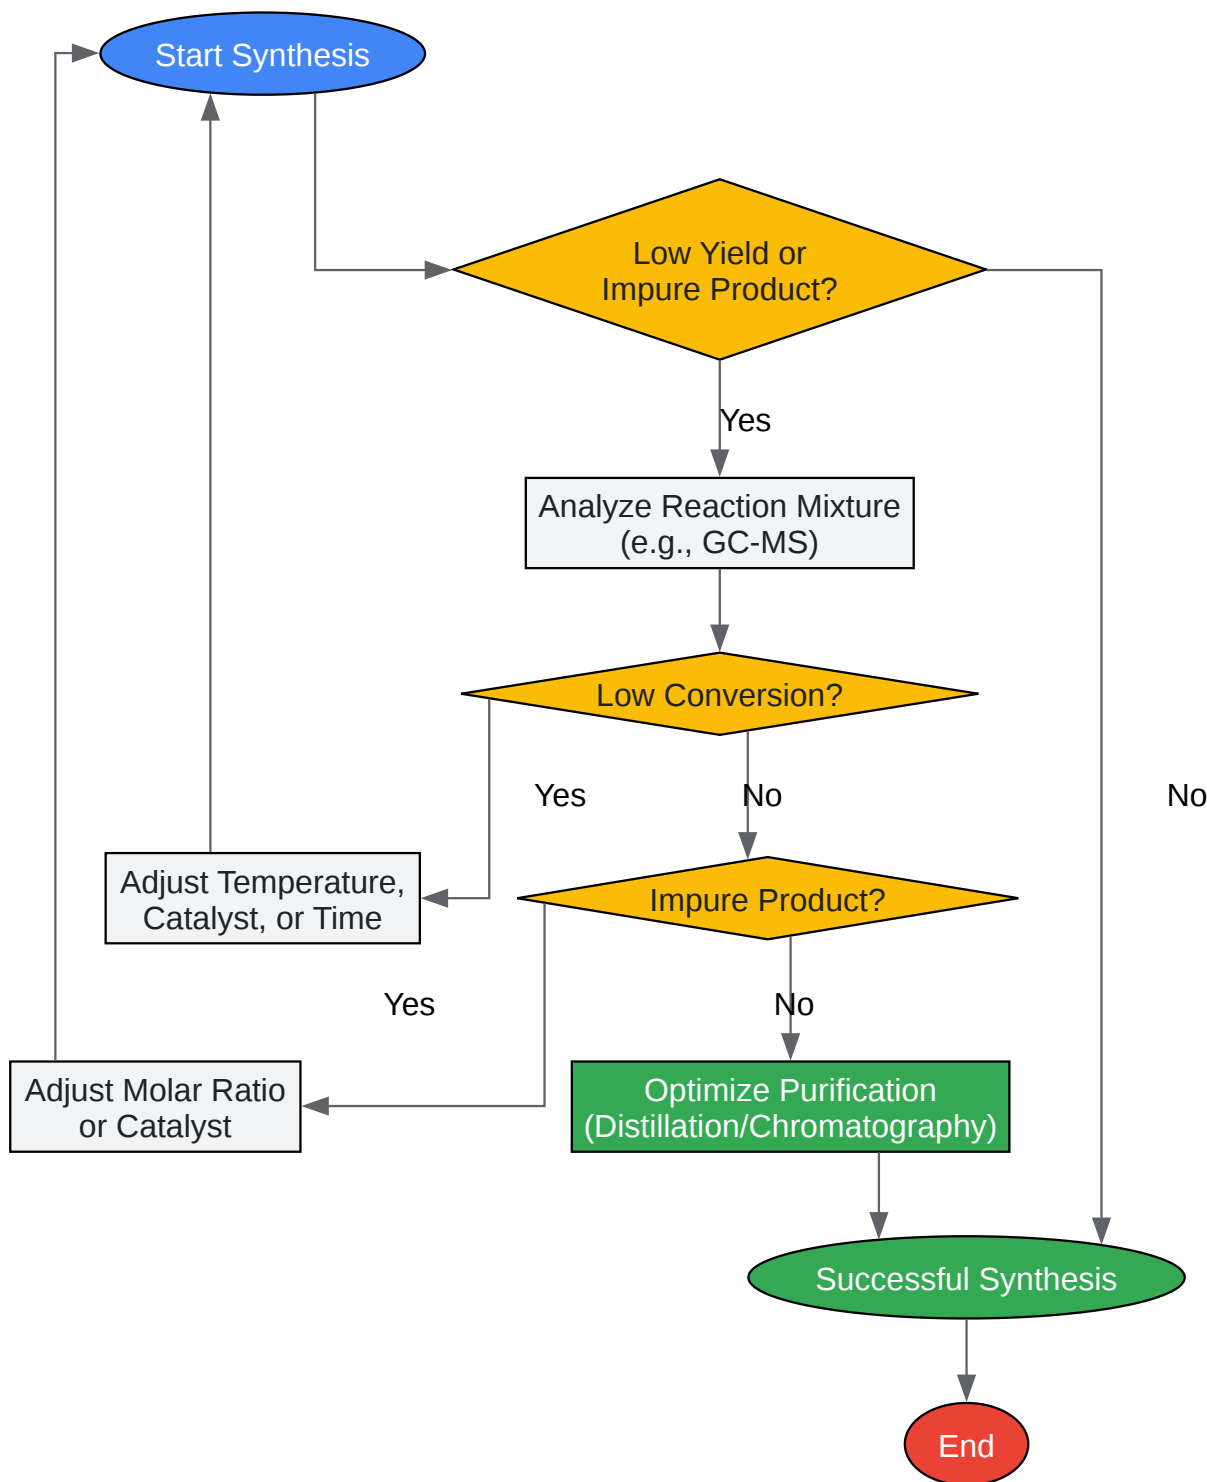 Start Synthesis
Low Yield or
Impure Product?
Yes
Analyze Reaction Mixture
(e.g., GC-MS)
Low Conversion?
Yes
No
No
Adjust Temperature,
Catalyst, or Time
Impure Product?
Yes
No
Adjust Molar Ratio
or Catalyst
Optimize Purification
(Distillation/Chromatography)
Successful Synthesis
End